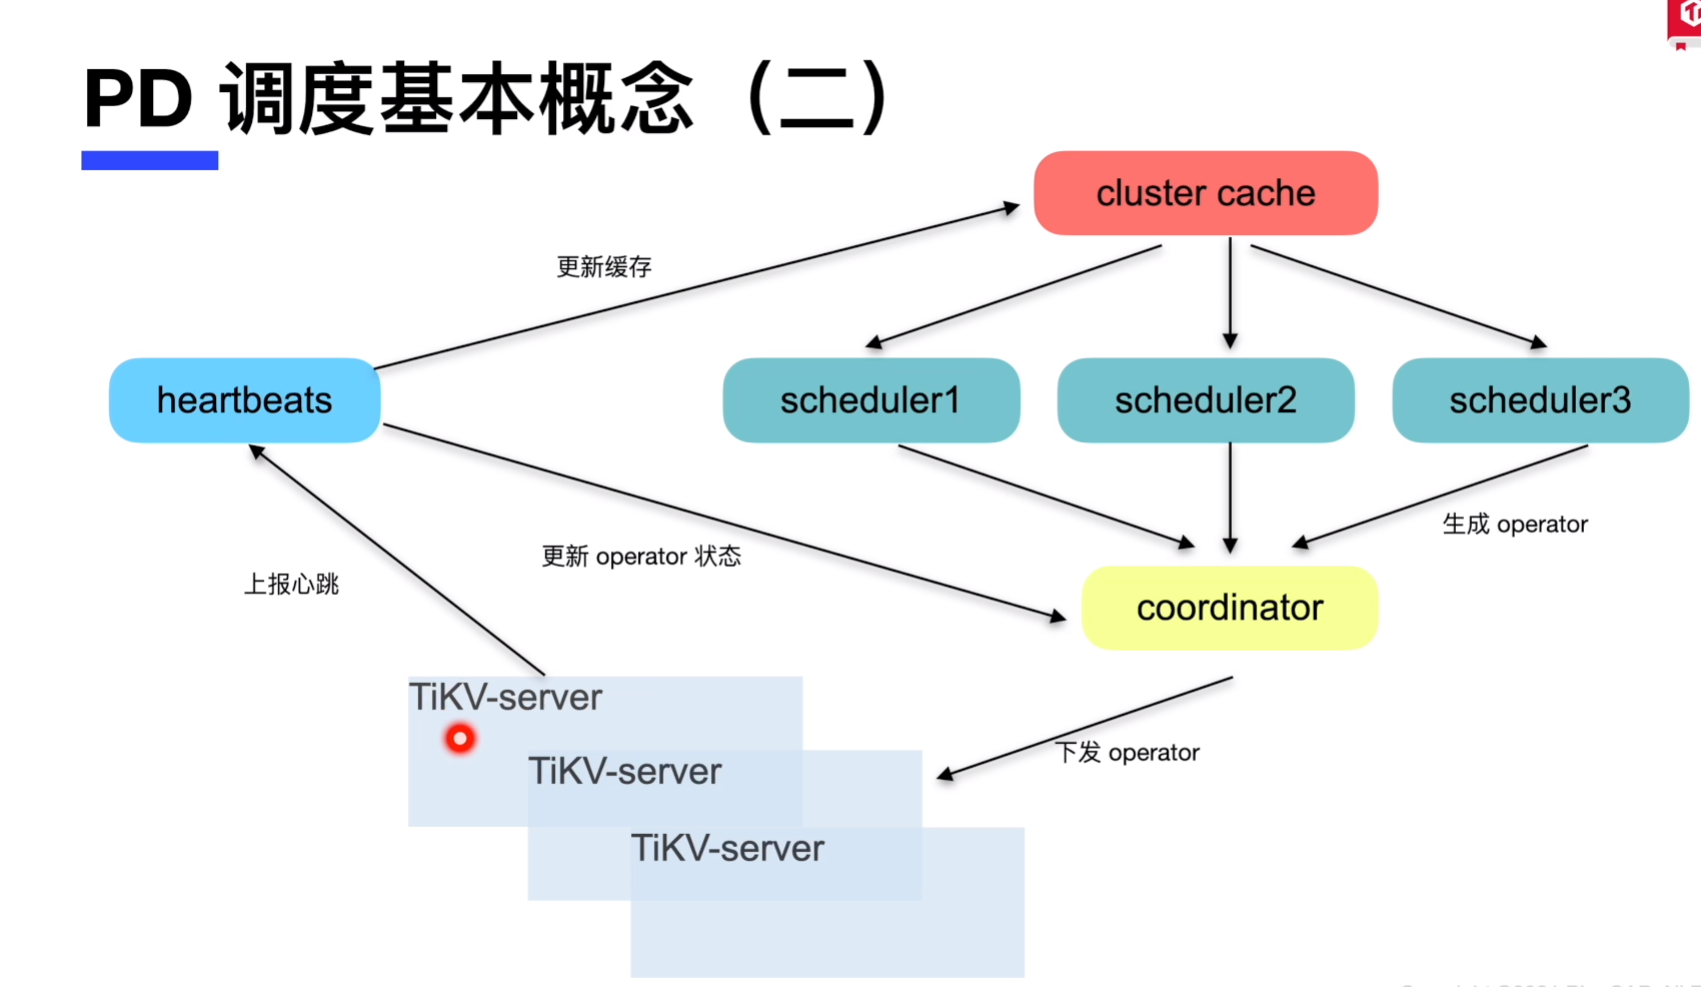 PD 调度基本概念（二）
cluster cache
更新缓存
heartbeats
scheduler1
scheduler2
scheduler3
生成 operator
更新 operator 状态
上报心跳
coordinator
TiKV-server
下发 operator
TiKV-server
TiKV-server